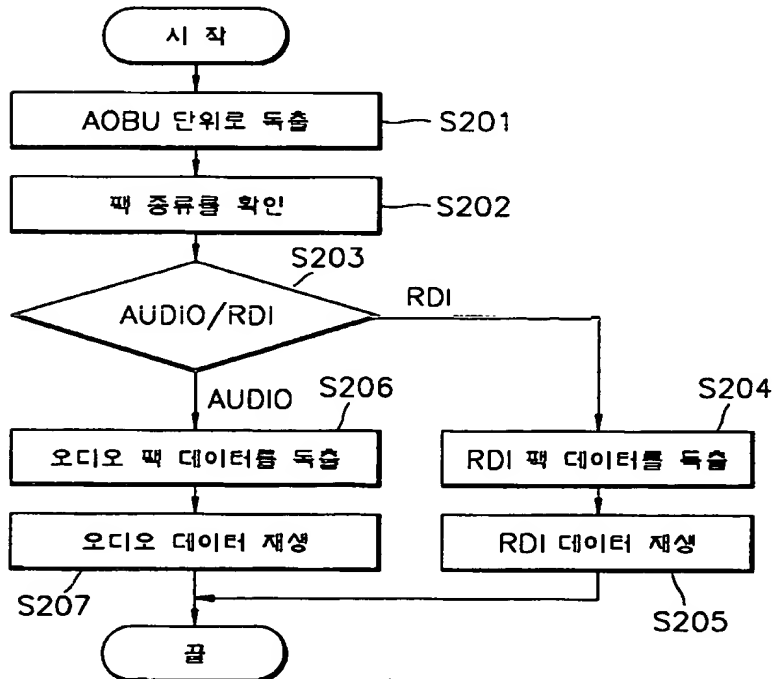 시 작
AOBU 단위로 독출
S201
팩 종류를 확인
S202
S203
AUDIO/RDI
RDI
AUDIO
S206
S204
오디오 팩 데이터를 독출
RDI 팩 데이터를 독출
오디오 데이터 재생
RDI 데이터 재생
S207
S205
끝